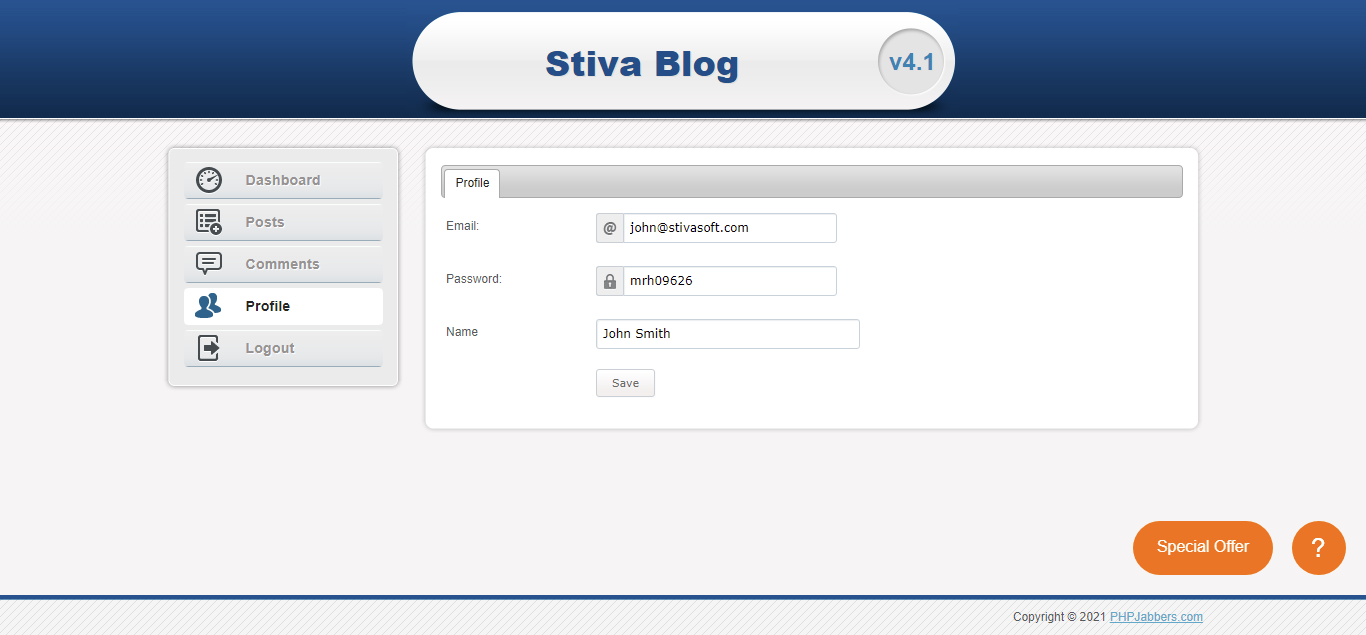 Stiva Blog
v4.1
Dashboard
Posts
Comments
Profile
Logout
Profile
Email:
@
john@stivasoft.com
Password:
mrh09626
Name
John Smith
Save
Special Offer
?
Copyright © 2021 PHPJabbers.com